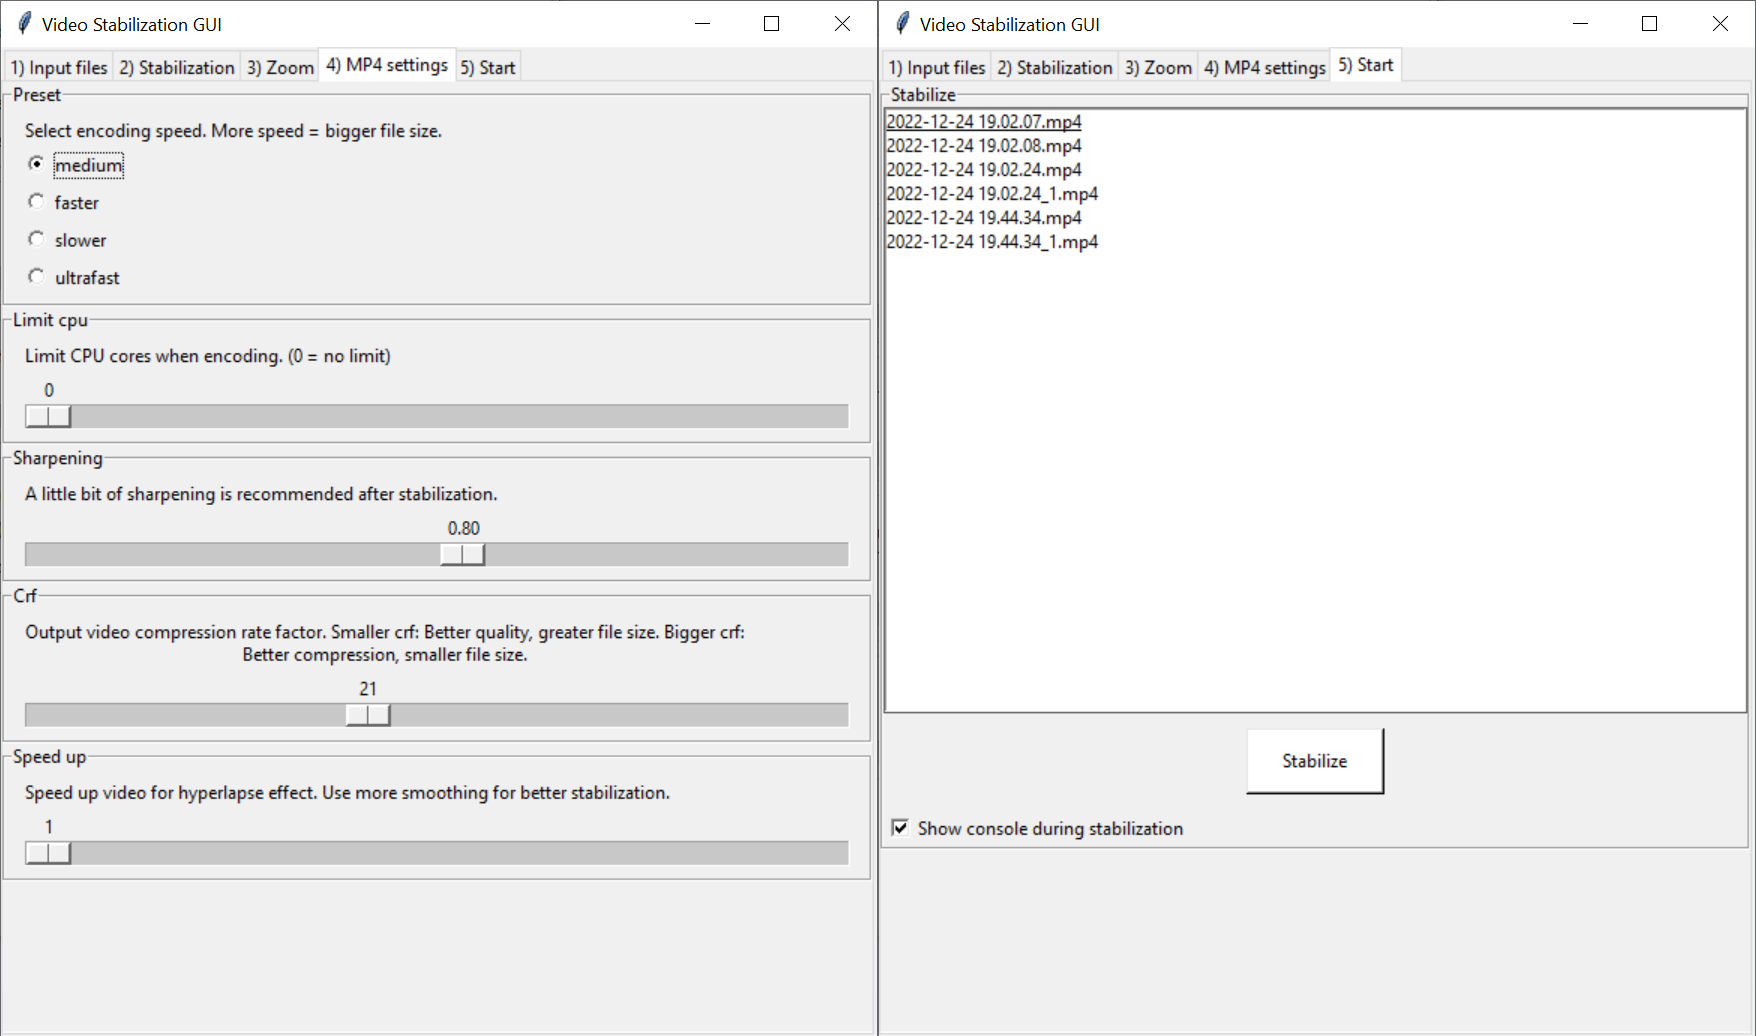 Video Stabilization GUI
1) Input files 2) Stabilization 3) Zoom 4) MP4 settings 5) Start
Preset
Select encoding speed. More speed = bigger file size.
medium
faster
slower
ultrafast
Limit cpu
Limit CPU cores when encoding. (0 = no limit)
0
Sharpening
A little bit of sharpening is recommended after stabilization.
0.80
Crf
Output video compression rate factor. Smaller crf: Better quality, greater file size. Bigger crf:
Better compression, smaller file size.
21
Speed up
Speed up video for hyperlapse effect. Use more smoothing for better stabilization.
1
Video Stabilization GUI
1) Input files 2) Stabilization 3) Zoom 4) MP4 settings 5) Start
Stabilize
2022-12-24 19.02.07.mp4
2022-12-24 19.02.08.mp4
2022-12-24 19.02.24.mp4
2022-12-24 19.02.24_1.mp4
2022-12-24 19.44.34.mp4
2022-12-24 19.44.34_1.mp4
Stabilize
Show console during stabilization